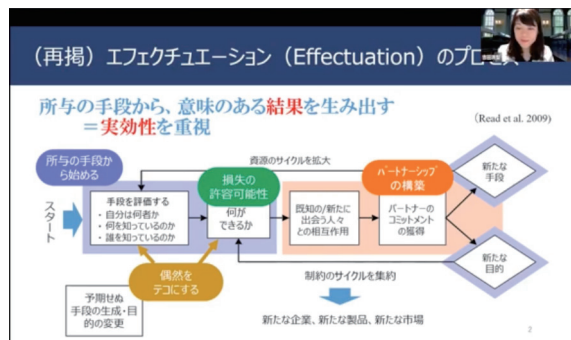 （再掲）エフェクチュエーション（Effectuation）のプロセス
所与の手段から、意味のある結果を生み出す
＝実効性を重視
（Read et al. 2009）
所与の手段か
ら始める
スタート
手段を評価する
・自分は何者か
・何を知っているのか
・誰を知っているのか
資源のサイクルを拡大
損失の
許容可能性
何が
できるか
既知の/新たに
出会う人々
との相互作用
パートナーシップ
の構築
パートナーの
コミットメント
の獲得
新たな
手段
新たな
目的
偶然を
テコにする
制約のサイクルを集約
予期せぬ
手段の生成・目
的の変更
新たな企業、新たな製品、新たな市場
2